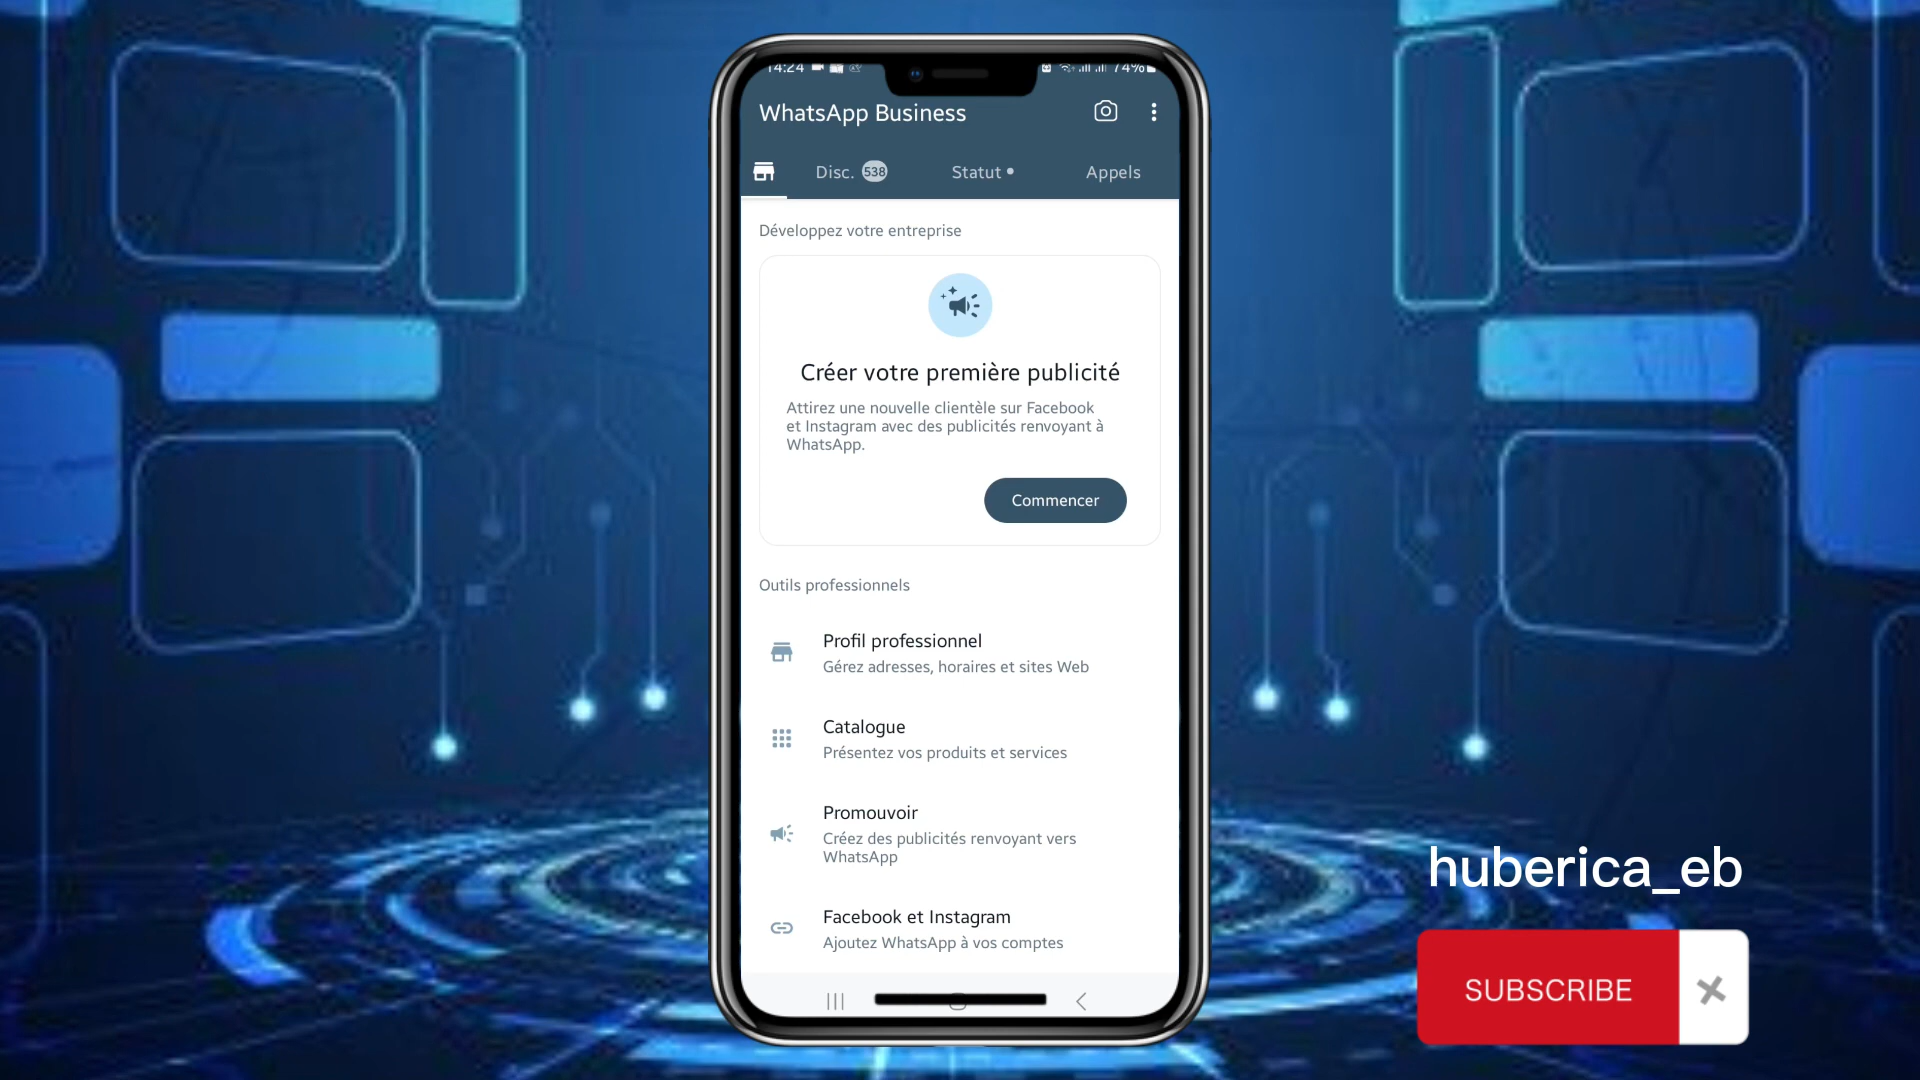 14:24
74%
WhatsApp Business
Disc. 538
Statut
Appels
Développez votre entreprise
Créer votre première publicité
Attirez une nouvelle clientèle sur Facebook
et Instagram avec des publicités renvoyant à
WhatsApp.
Commencer
Outils professionnels
Profil professionnel
Gérez adresses, horaires et sites Web
Catalogue
Présentez vos produits et services
Promouvoir
Créez des publicités renvoyant vers
WhatsApp
Facebook et Instagram
Ajoutez WhatsApp à vos comptes
huberica_eb
SUBSCRIBE